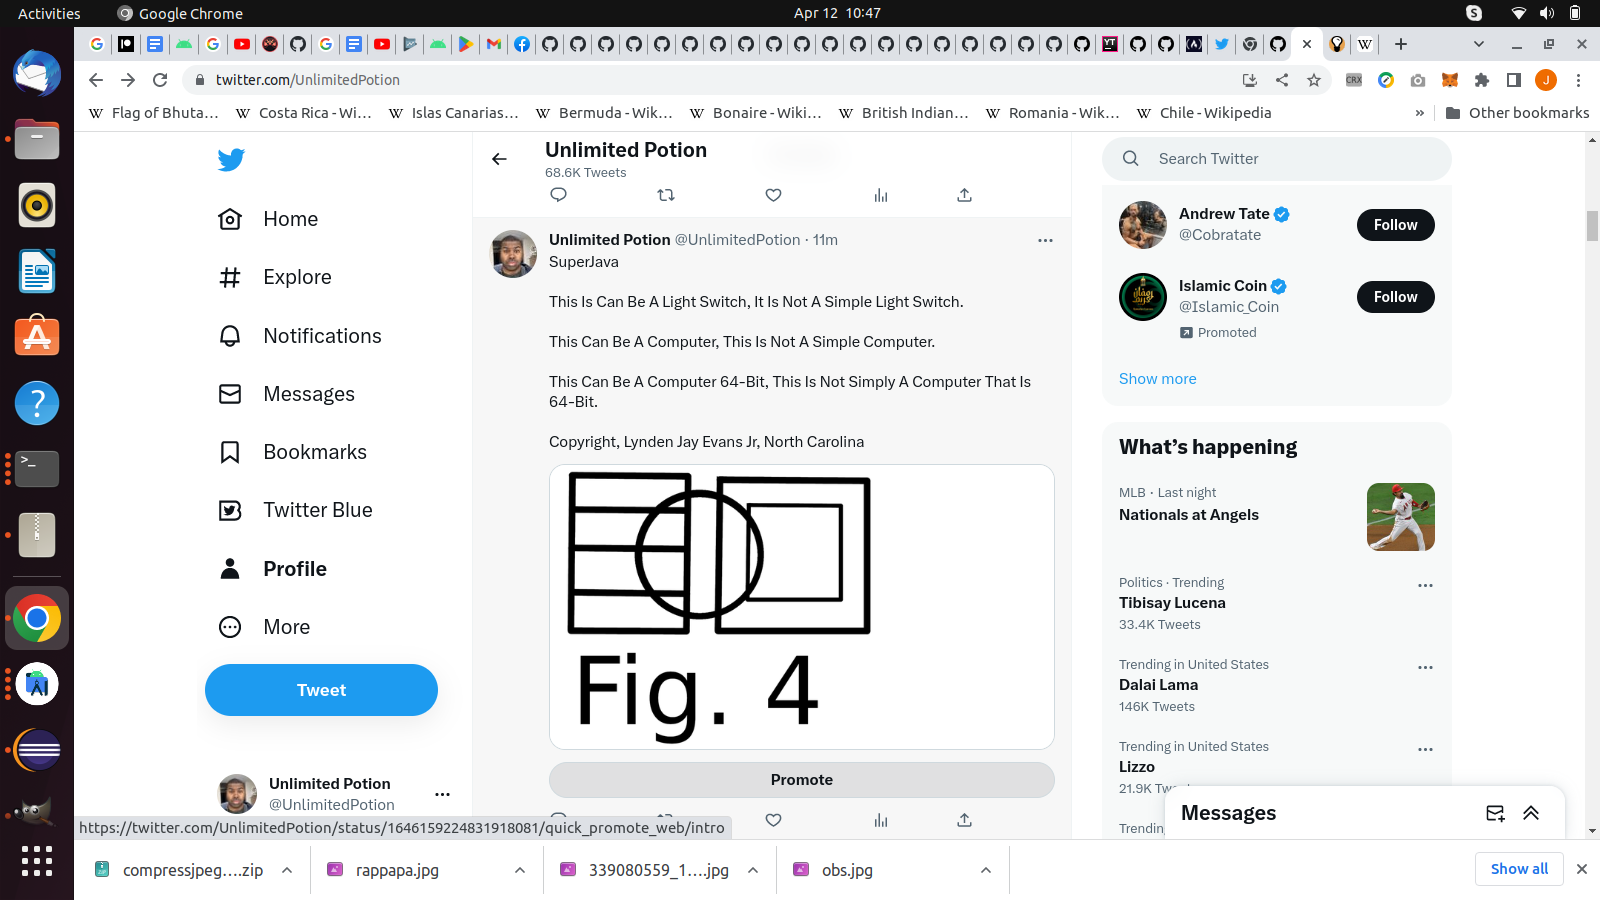 Activities
Google Chrome
Apr 12 10:47
twitter.com/UnlimitedPotion
Flag of Bhuta…
Costa Rica - Wi…
Islas Canarias…
Bermuda - Wik…
Bonaire - Wiki…
British Indian…
Romania - Wik…
Chile - Wikipedia
»
Other bookmarks
Home
Explore
Notifications
Messages
Bookmarks
Twitter Blue
Profile
More
Tweet
Unlimited Potion
@UnlimitedPotion
Unlimited Potion
68.6K Tweets
Unlimited Potion @UnlimitedPotion · 11m
SuperJava
This Is Can Be A Light Switch, It Is Not A Simple Light Switch.
This Can Be A Computer, This Is Not A Simple Computer.
This Can Be A Computer 64-Bit, This Is Not Simply A Computer That Is
64-Bit.
Copyright, Lynden Jay Evans Jr, North Carolina
Fig. 4
Promote
Search Twitter
Andrew Tate
@Cobratate
Follow
Islamic Coin
@Islamic_Coin
Follow
Promoted
Show more
What’s happening
MLB · Last night
Nationals at Angels
Politics · Trending
Tibisay Lucena
33.4K Tweets
Trending in United States
Dalai Lama
146K Tweets
Trending in United States
Lizzo
21.9K Twe
Trendin
Messages
https://twitter.com/UnlimitedPotion/status/1646159224831918081/quick_promote_web/intro
compressjpeg….zip
rappapa.jpg
339080559_1….jpg
obs.jpg
Show all